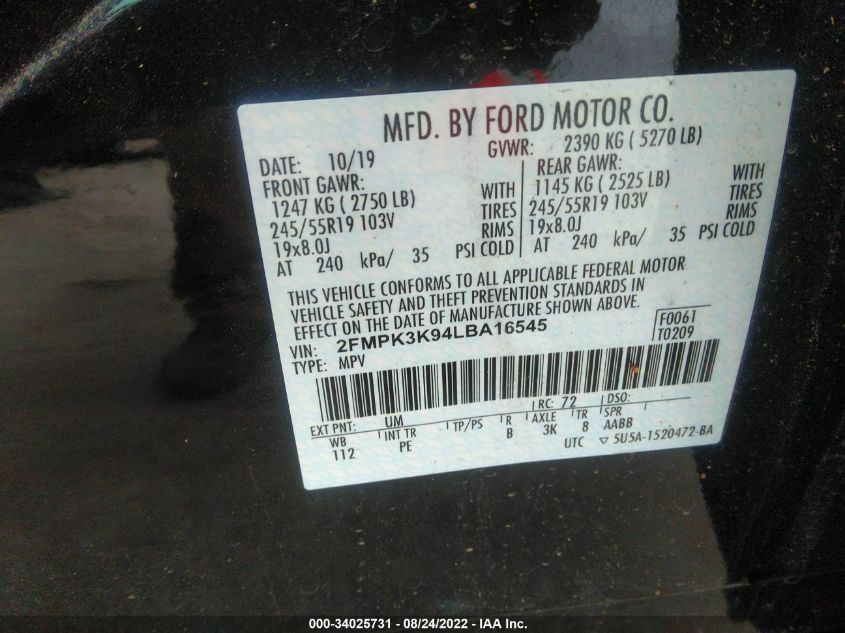 MFD. BY FORD MOTOR CO.
DATE: 10/19 GVWR: 2390 KG ( 5270 LB)
FRONT GAWR: REAR GAWR:
1247 KG ( 2750 LB) WITH 1145 KG ( 2525 LB) WITH
245/55R19 103V TIRES 245/55R19 103V TIRES
19x8.0J RIMS 19x8.0J RIMS
AT 240 kPa/ 35 PSI COLD AT 240 kPa/ 35 PSI COLD
THIS VEHICLE CONFORMS TO ALL APPLICABLE FEDERAL MOTOR
VEHICLE SAFETY AND THEFT PREVENTION STANDARDS IN
EFFECT ON THE DATE OF MANUFACTURE SHOWN ABOVE.
VIN: 2FMPK3K94LBA16545 F0061
TYPE: MPV T0209
EXT PNT: UM RC: 72 DSO:
WB INT TR TP/PS R AXLE TR SPR
112 PE B 3K 8 AABB
UTC ▽ 5U5A-1520472-BA
000-34025731 - 08/24/2022 - IAA Inc.